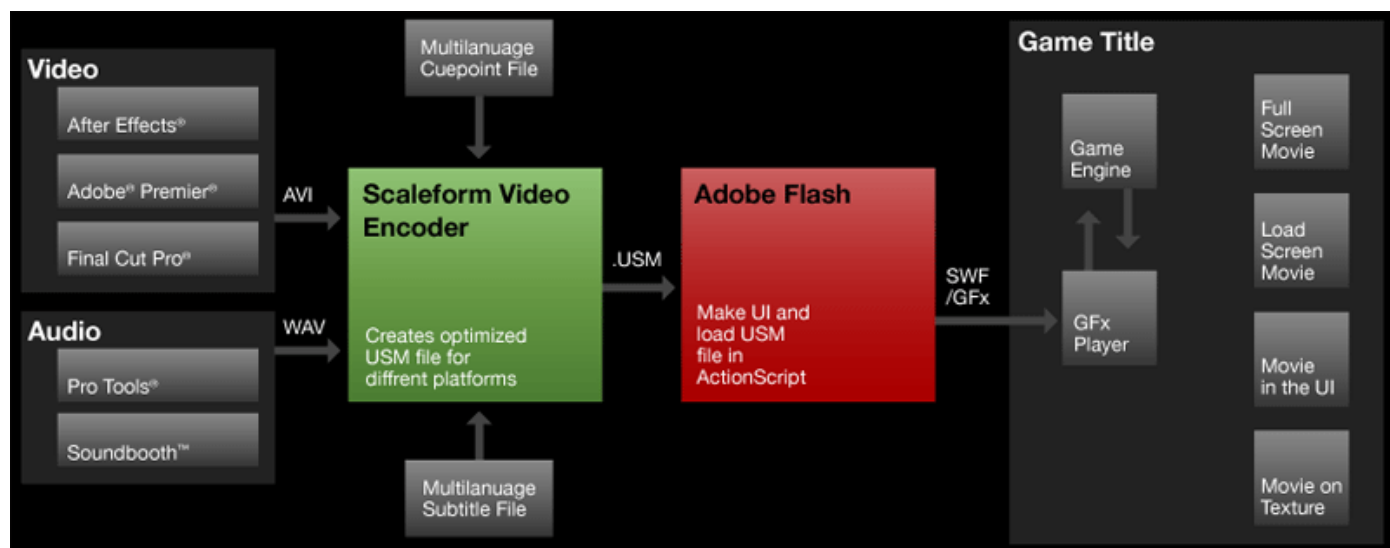 Video
After Effects®
Adobe® Premier®
Final Cut Pro®
Audio
Pro Tools®
Soundbooth™
AVI
WAV
Multilanuage
Cuepoint File
Scaleform Video
Encoder
Creates optimized
USM file for
diffrent platforms
Multilanuage
Subtitle File
.USM
Adobe Flash
Make UI and
load USM
file in
ActionScript
SWF
/GFx
Game Title
Game
Engine
GFx
Player
Full
Screen
Movie
Load
Screen
Movie
Movie
in the UI
Movie on
Texture